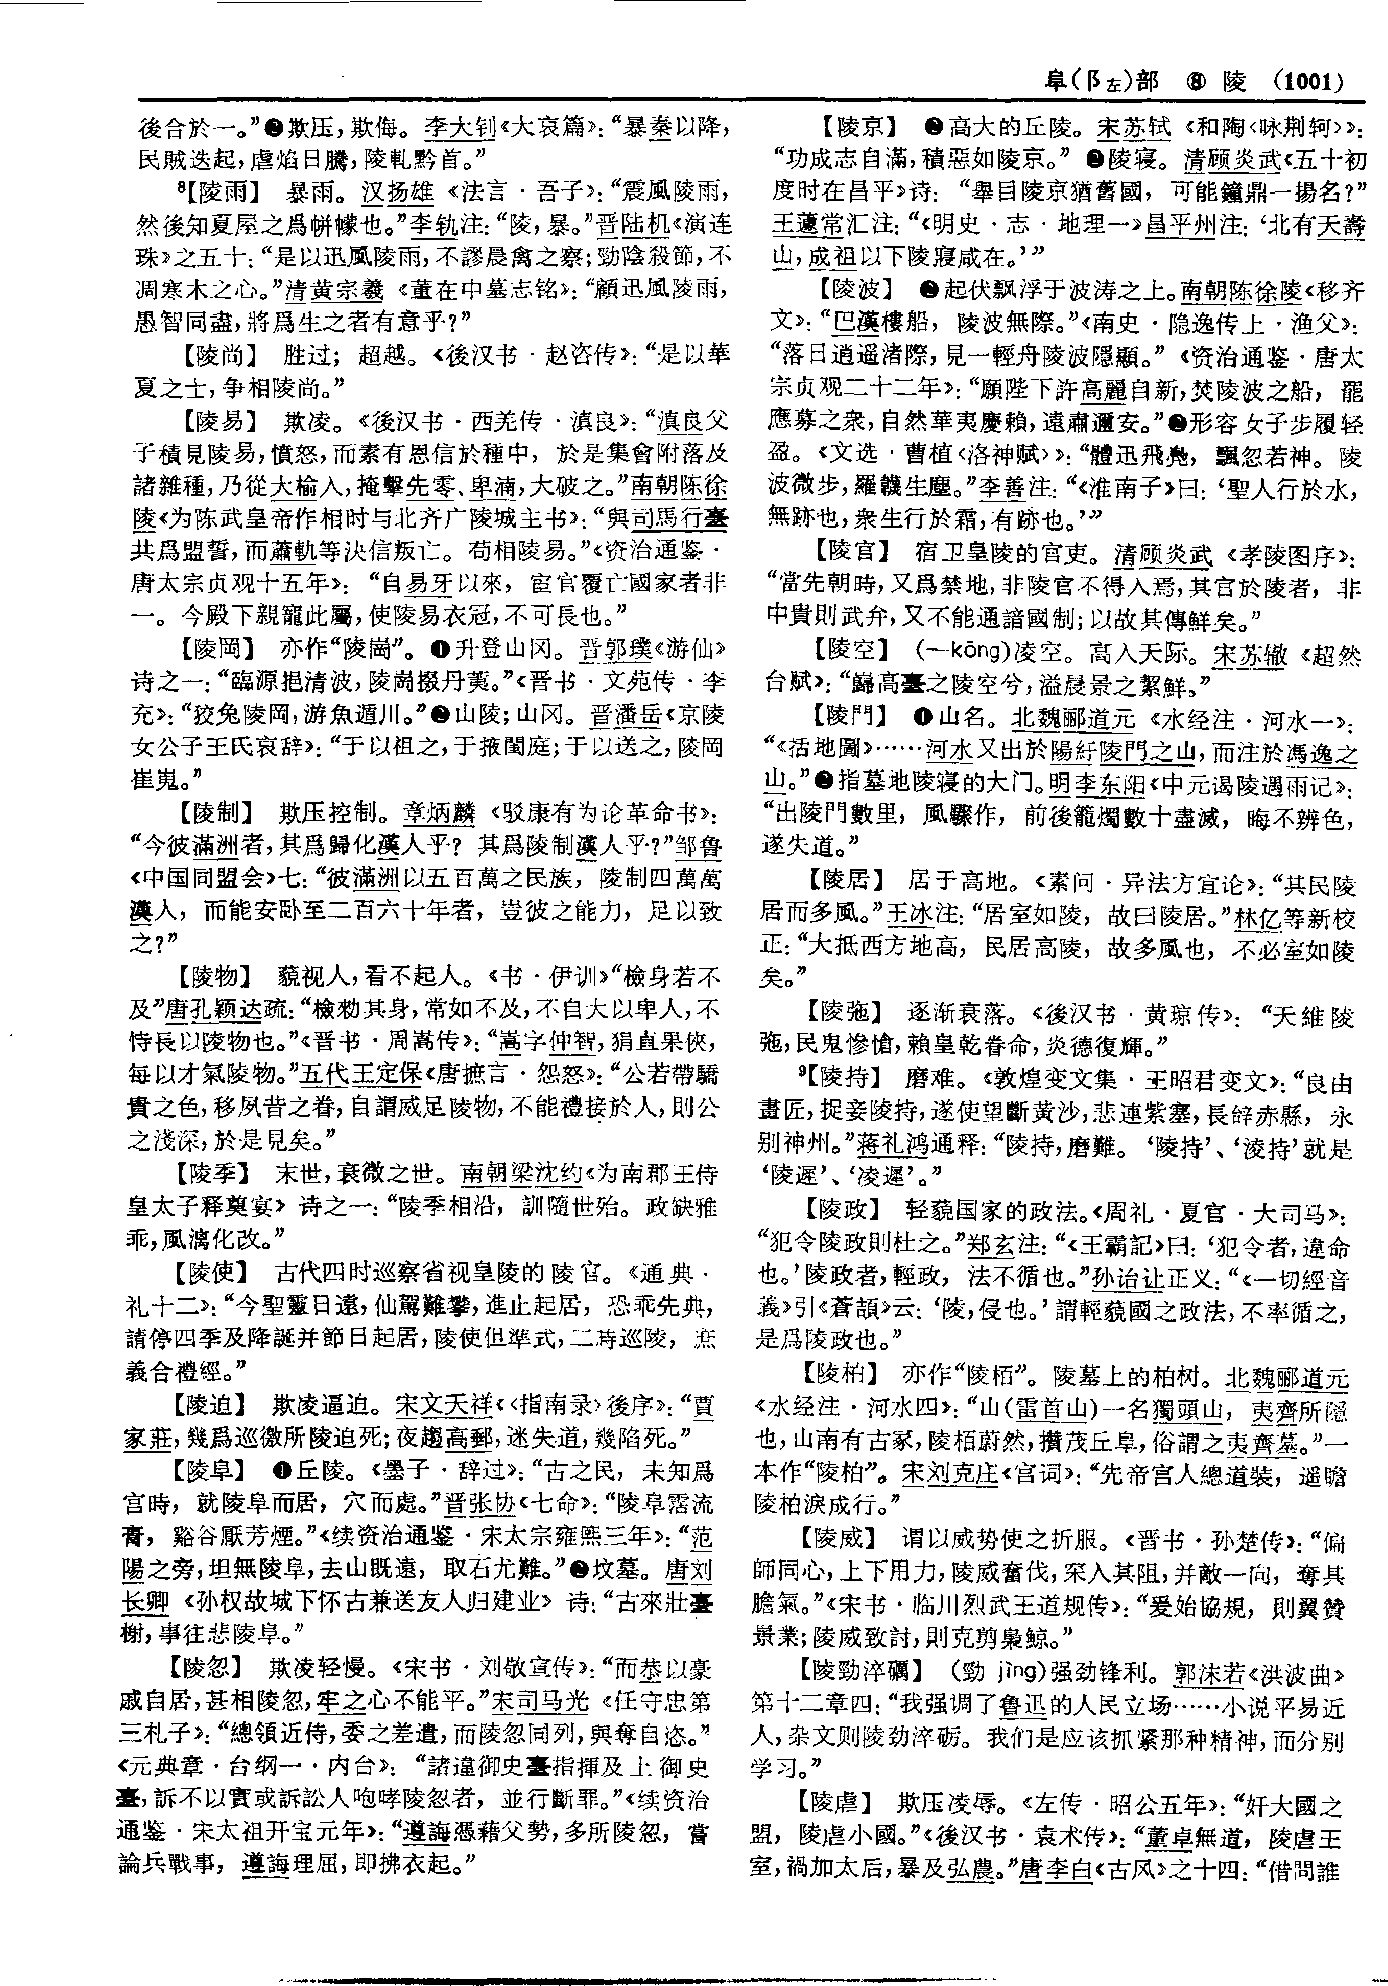 阜(阝左)部 ⑧ 陵 (1001)
後合於一。”❷欺压,欺侮。李大钊《大哀篇》:“暴秦以降,
民賊迭起,虐焰日騰,陵軋黔首。”
⁸【陵雨】 暴雨。汉扬雄《法言·吾子》:“震風陵雨,
然後知夏屋之爲帡幪也。”李轨注:“陵,暴。”晋陆机《演连
珠》之五十:“是以迅風陵雨,不謬晨禽之察;勁陰殺節,不
凋寒木之心。”清黄宗羲《董在中墓志铭》:“顧迅風陵雨,
愚智同盡,將爲生之者有意乎?”
【陵尚】 胜过;超越。《後汉书·赵咨传》:“是以華
夏之士,争相陵尚。”
【陵易】 欺凌。《後汉书·西羌传·滇良》:“滇良父
子積見陵易,憤怒,而素有恩信於種中,於是集會附落及
諸雜種,乃從大榆入,掩擊先零、卑湳,大破之。”南朝陈徐
陵《为陈武皇帝作相时与北齐广陵城主书》:“與司馬行臺
共爲盟誓,而蕭軌等決信叛亡。苟相陵易。”《资治通鉴·
唐太宗贞观十五年》:“自易牙以來,宦官覆亡國家者非
一。今殿下親寵此屬,使陵易衣冠,不可長也。”
【陵岡】 亦作“陵崗”。❶升登山冈。晋郭璞《游仙》
诗之一:“臨源挹清波,陵崗掇丹荑。”《晋书·文苑传·李
充》:“狡兔陵岡,游魚遁川。”❷山陵;山冈。晋潘岳《京陵
女公子王氏哀辞》:“于以祖之,于掖閨庭;于以送之,陵岡
崔嵬。”
【陵制】 欺压控制。章炳麟《驳康有为论革命书》:
“今彼滿洲者,其爲歸化漢人乎?其爲陵制漢人乎?”邹鲁
《中国同盟会》七:“彼滿洲以五百萬之民族,陵制四萬萬
漢人,而能安卧至二百六十年者,豈彼之能力,足以致
之?”
【陵物】 藐视人,看不起人。《书·伊训》“檢身若不
及”唐孔颖达疏:“檢勑其身,常如不及,不自大以卑人,不
恃長以陵物也。”《晋书·周嵩传》:“嵩字仲智,狷直果俠,
每以才氣陵物。”五代王定保《唐摭言·怨怒》:“公若帶驕
貴之色,移夙昔之眷,自謂威足陵物,不能禮接於人,則公
之淺深,於是見矣。”
【陵季】 末世,衰微之世。南朝梁沈约《为南郡王侍
皇太子释奠宴》诗之一:“陵季相沿,訓隨世殆。政缺雅
乖,風漓化改。”
【陵使】 古代四时巡察省视皇陵的陵官。《通典·
礼十二》:“今聖靈日遠,仙駕難攀,進止起居,恐乖先典,
請停四季及降誕并節日起居,陵使但準式,二時巡陵,庶
義合禮經。”
【陵迫】 欺凌逼迫。宋文天祥《〈指南录〉後序》:“賈
家莊,幾爲巡徼所陵迫死;夜趨高郵,迷失道,幾陷死。”
【陵阜】 ❶丘陵。《墨子·辞过》:“古之民,未知爲
宫時,就陵阜而居,穴而處。”晋张协《七命》:“陵阜霑流
膏,谿谷厭芳煙。”《续资治通鉴·宋太宗雍熙三年》:“范
陽之旁,坦無陵阜,去山既遠,取石尤難。”❷坟墓。唐刘
长卿《孙权故城下怀古兼送友人归建业》诗:“古來壯臺
榭,事往悲陵阜。”
【陵忽】 欺凌轻慢。《宋书·刘敬宣传》:“而恭以豪
戚自居,甚相陵忽,牢之心不能平。”宋司马光《任守忠第
三札子》:“總領近侍,委之差遣,而陵忽同列,與奪自恣。”
《元典章·台纲一·内台》:“諸違御史臺指揮及上御史
臺,訴不以實或訴訟人咆哮陵忽者,並行斷罪。”《续资治
通鉴·宋太祖开宝元年》:“遵誨憑藉父勢,多所陵忽,嘗
論兵戰事,遵誨理屈,即拂衣起。”
【陵京】 ❶高大的丘陵。宋苏轼《和陶〈咏荆轲〉》:
“功成志自滿,積惡如陵京。”❷陵寝。清顾炎武《五十初
度时在昌平》诗:“舉目陵京猶舊國,可能鐘鼎一揚名?”
王蘧常汇注:“《明史·志·地理一》昌平州注:‘北有天壽
山,成祖以下陵寢咸在。’”
【陵波】 ❶起伏飘浮于波涛之上。南朝陈徐陵《移齐
文》:“巴漢樓船,陵波無際。”《南史·隐逸传上·渔父》:
“落日逍遥渚際,見一輕舟陵波隱顯。”《资治通鉴·唐太
宗贞观二十二年》:“願陛下許高麗自新,焚陵波之船,罷
應募之衆,自然華夷慶賴,遠肅邇安。”❷形容女子步履轻
盈。《文选·曹植〈洛神赋〉》:“體迅飛鳧,飄忽若神。陵
波微步,羅韈生塵。”李善注:“《淮南子》曰:‘聖人行於水,
無跡也,衆生行於霜,有跡也。’”
【陵官】 宿卫皇陵的官吏。清顾炎武《孝陵图序》:
“當先朝時,又爲禁地,非陵官不得入焉,其官於陵者,非
中貴則武弁,又不能通諳國制;以故其傳鮮矣。”
【陵空】 (—kōng)凌空。高入天际。宋苏辙《超然
台赋》:“歸高臺之陵空兮,溢晨景之絜鮮。”
【陵門】 ❶山名。北魏郦道元《水经注·河水一》:
“《括地圖》……河水又出於陽紆陵門之山,而注於馮逸之
山。”❷指墓地陵寝的大门。明李东阳《中元谒陵遇雨记》:
“出陵門數里,風驟作,前後籠燭數十盡滅,晦不辨色,
遂失道。”
【陵居】 居于高地。《素问·异法方宜论》:“其民陵
居而多風。”王冰注:“居室如陵,故曰陵居。”林亿等新校
正:“大抵西方地高,民居高陵,故多風也,不必室如陵
矣。”
【陵弛】 逐渐衰落。《後汉书·黄琼传》:“天維陵
弛,民鬼慘愴,賴皇乾眷命,炎德復輝。”
⁹【陵持】 磨难。《敦煌变文集·王昭君变文》:“良由
畫匠,捉妾陵持,遂使望斷黄沙,悲連紫塞,長辞赤縣,永
别神州。”蒋礼鸿通释:“陵持,磨難。‘陵持’、‘凌持’就是
‘陵遲’、‘凌遲’。”
【陵政】 轻藐国家的政法。《周礼·夏官·大司马》:
“犯令陵政則杜之。”郑玄注:“《王霸記》曰:‘犯令者,違命
也。’陵政者,輕政,法不循也。”孙诒让正义:“《一切經音
義》引《蒼頡》云:‘陵,侵也。’謂輕藐國之政法,不率循之,
是爲陵政也。”
【陵柏】 亦作“陵栢”。陵墓上的柏树。北魏郦道元
《水经注·河水四》:“山(雷首山)一名獨頭山,夷齊所隱
也,山南有古冢,陵栢蔚然,攢茂丘阜,俗謂之夷齊墓。”一
本作“陵柏”。宋刘克庄《宫词》:“先帝宫人總道裝,遥瞻
陵柏淚成行。”
【陵威】 谓以威势使之折服。《晋书·孙楚传》:“偏
師同心,上下用力,陵威奮伐,罙入其阻,并敵一向,奪其
膽氣。”《宋书·临川烈武王道规传》:“爰始協規,則翼贊
景業;陵威致討,則克剪梟鯨。”
【陵勁淬礪】 (勁 jìng)强劲锋利。郭沫若《洪波曲》
第十二章四:“我强调了鲁迅的人民立场……小说平易近
人,杂文则陵劲淬砺。我们是应该抓紧那种精神,而分别
学习。”
【陵虐】 欺压凌辱。《左传·昭公五年》:“奸大國之
盟,陵虐小國。”《後汉书·袁术传》:“董卓無道,陵虐王
室,禍加太后,暴及弘農。”唐李白《古风》之十四:“借問誰